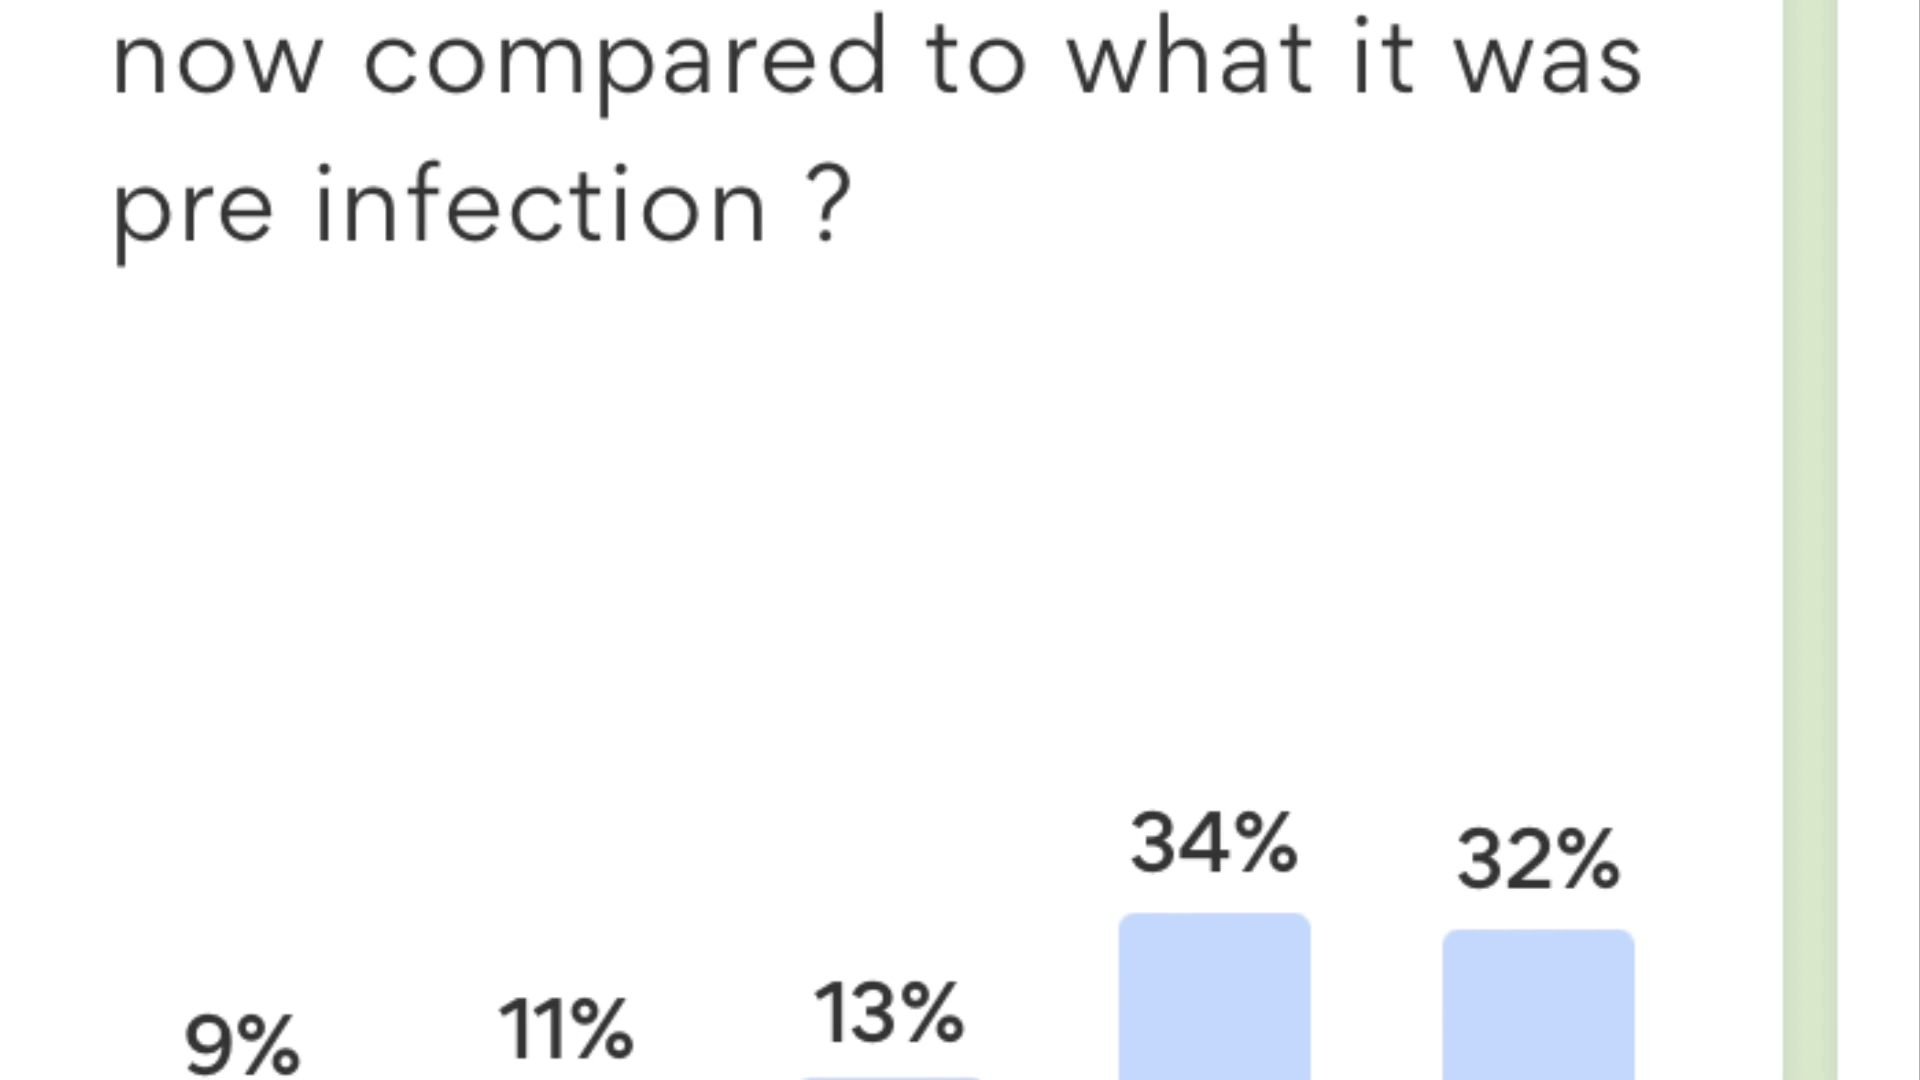 now compared to what it was
pre infection ?
34%
32%
13%
11%
9%